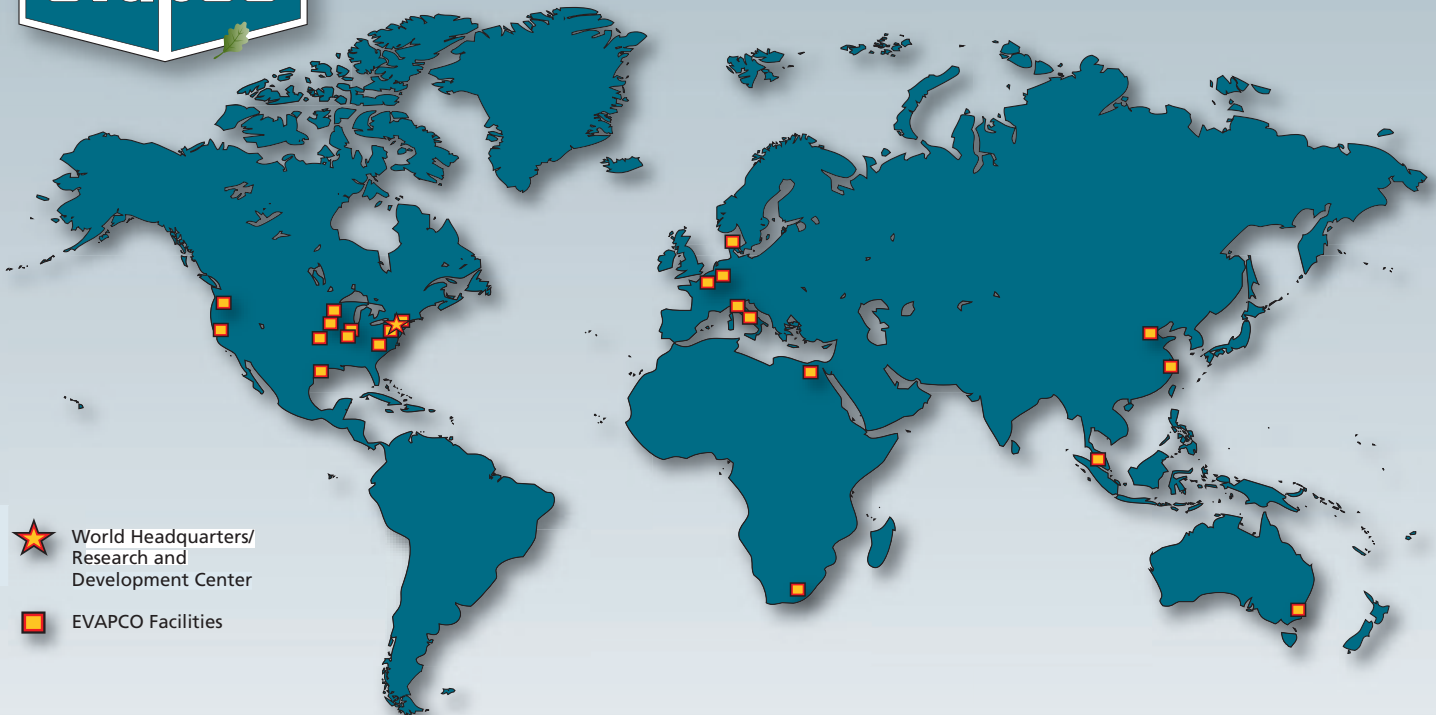 World Headquarters/
Research and
Development Center
EVAPCO Facilities